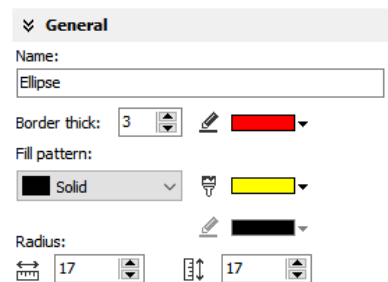 General
Name:
Ellipse
Border thick: 3
Fill pattern:
Solid
Radius:
17 17